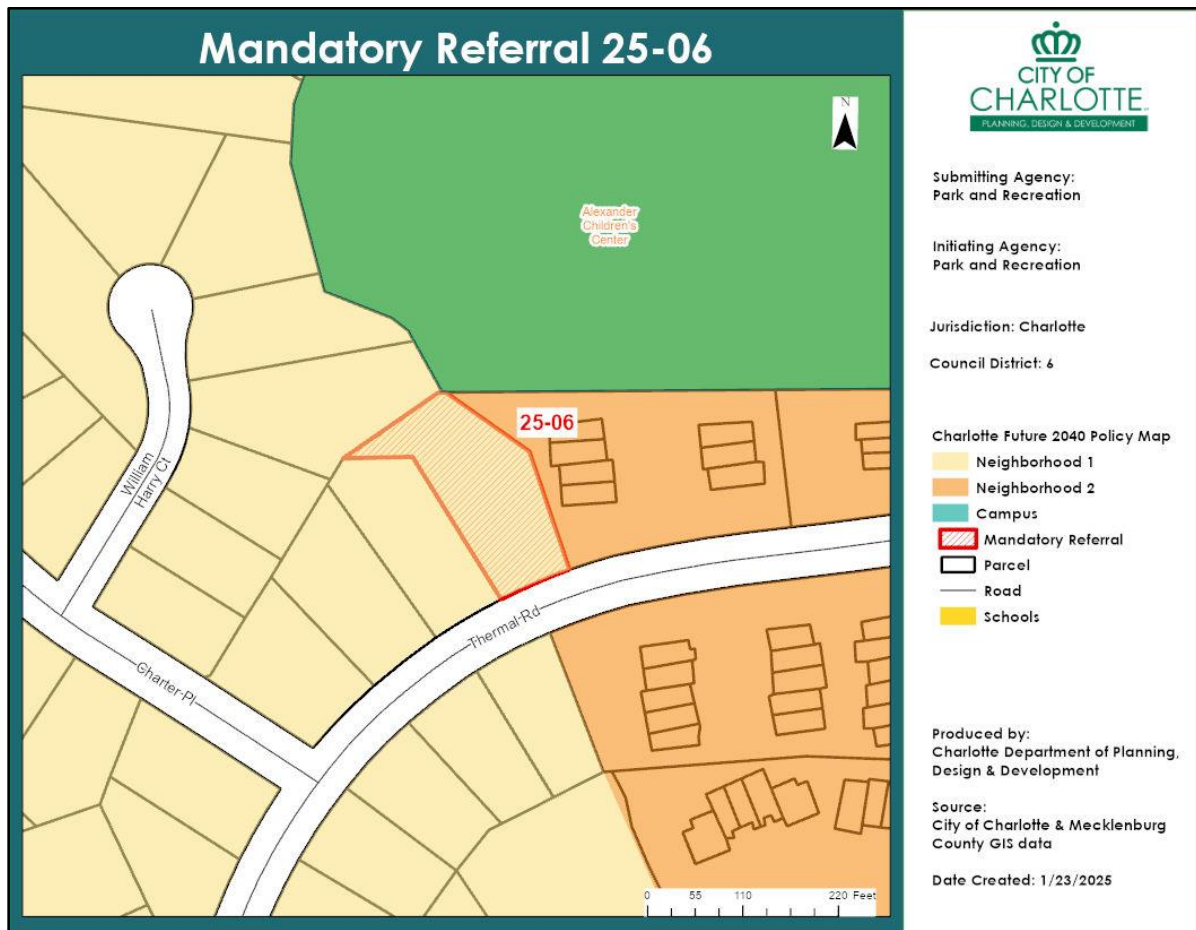 Mandatory Referral 25-06
N
Alexander
Children's
Center
25-06
William
Harry Ct
Thermal Rd
Charter Pl
0 55 110 220 Feet
CITY OF
CHARLOTTE
PLANNING, DESIGN & DEVELOPMENT
Submitting Agency:
Park and Recreation
Initiating Agency:
Park and Recreation
Jurisdiction: Charlotte
Council District: 6
Charlotte Future 2040 Policy Map
Neighborhood 1
Neighborhood 2
Campus
Mandatory Referral
Parcel
Road
Schools
Produced by:
Charlotte Department of Planning,
Design & Development
Source:
City of Charlotte & Mecklenburg
County GIS data
Date Created: 1/23/2025